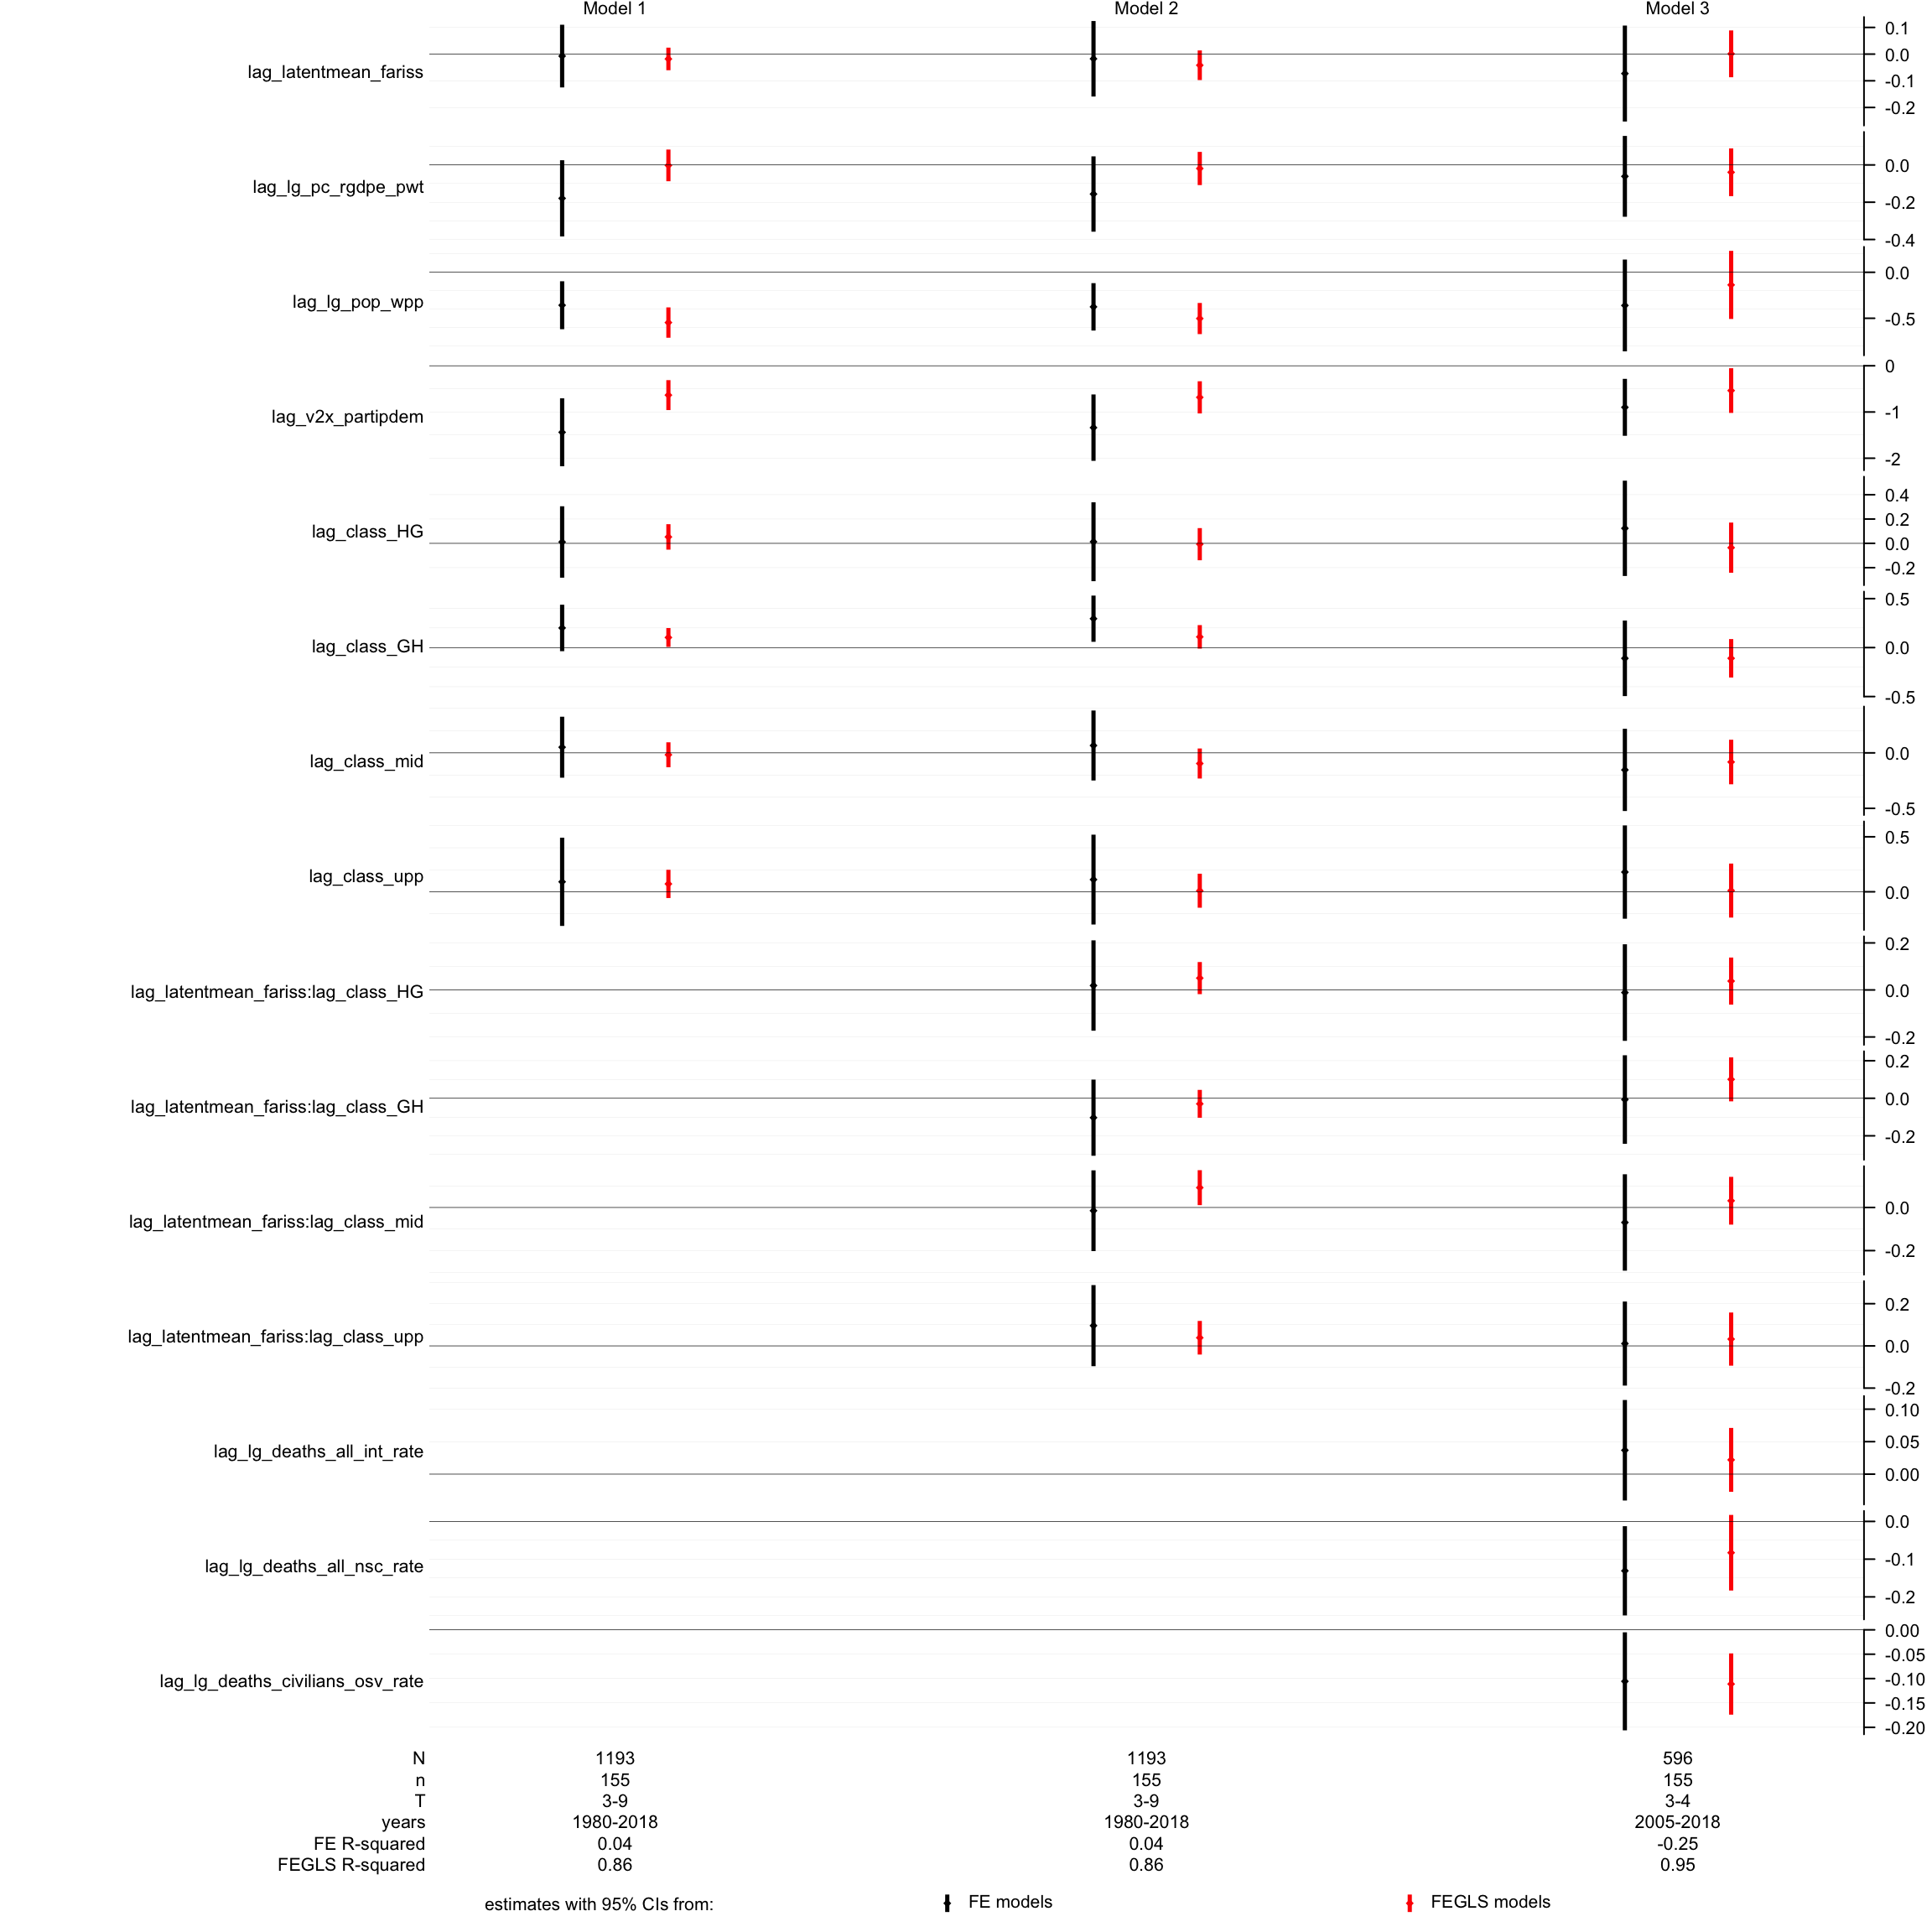 Model 1 Model 2 Model 3
lag_latentmean_fariss
0.1
0.0
-0.1
-0.2
lag_lg_pc_rgdpe_pwt
0.0
-0.2
-0.4
lag_lg_pop_wpp
0.0
-0.5
lag_v2x_partipdem
0
-1
-2
lag_class_HG
0.4
0.2
0.0
-0.2
lag_class_GH
0.5
0.0
-0.5
lag_class_mid
0.0
-0.5
lag_class_upp
0.5
0.0
lag_latentmean_fariss:lag_class_HG
0.2
0.0
-0.2
lag_latentmean_fariss:lag_class_GH
0.2
0.0
-0.2
lag_latentmean_fariss:lag_class_mid
0.0
-0.2
lag_latentmean_fariss:lag_class_upp
0.2
0.0
-0.2
lag_lg_deaths_all_int_rate
0.10
0.05
0.00
lag_lg_deaths_all_nsc_rate
0.0
-0.1
-0.2
lag_lg_deaths_civilians_osv_rate
0.00
-0.05
-0.10
-0.15
-0.20
N 1193 1193 596
n 155 155 155
T 3-9 3-9 3-4
years 1980-2018 1980-2018 2005-2018
FE R-squared 0.04 0.04 -0.25
FEGLS R-squared 0.86 0.86 0.95
estimates with 95% CIs from: FE models FEGLS models